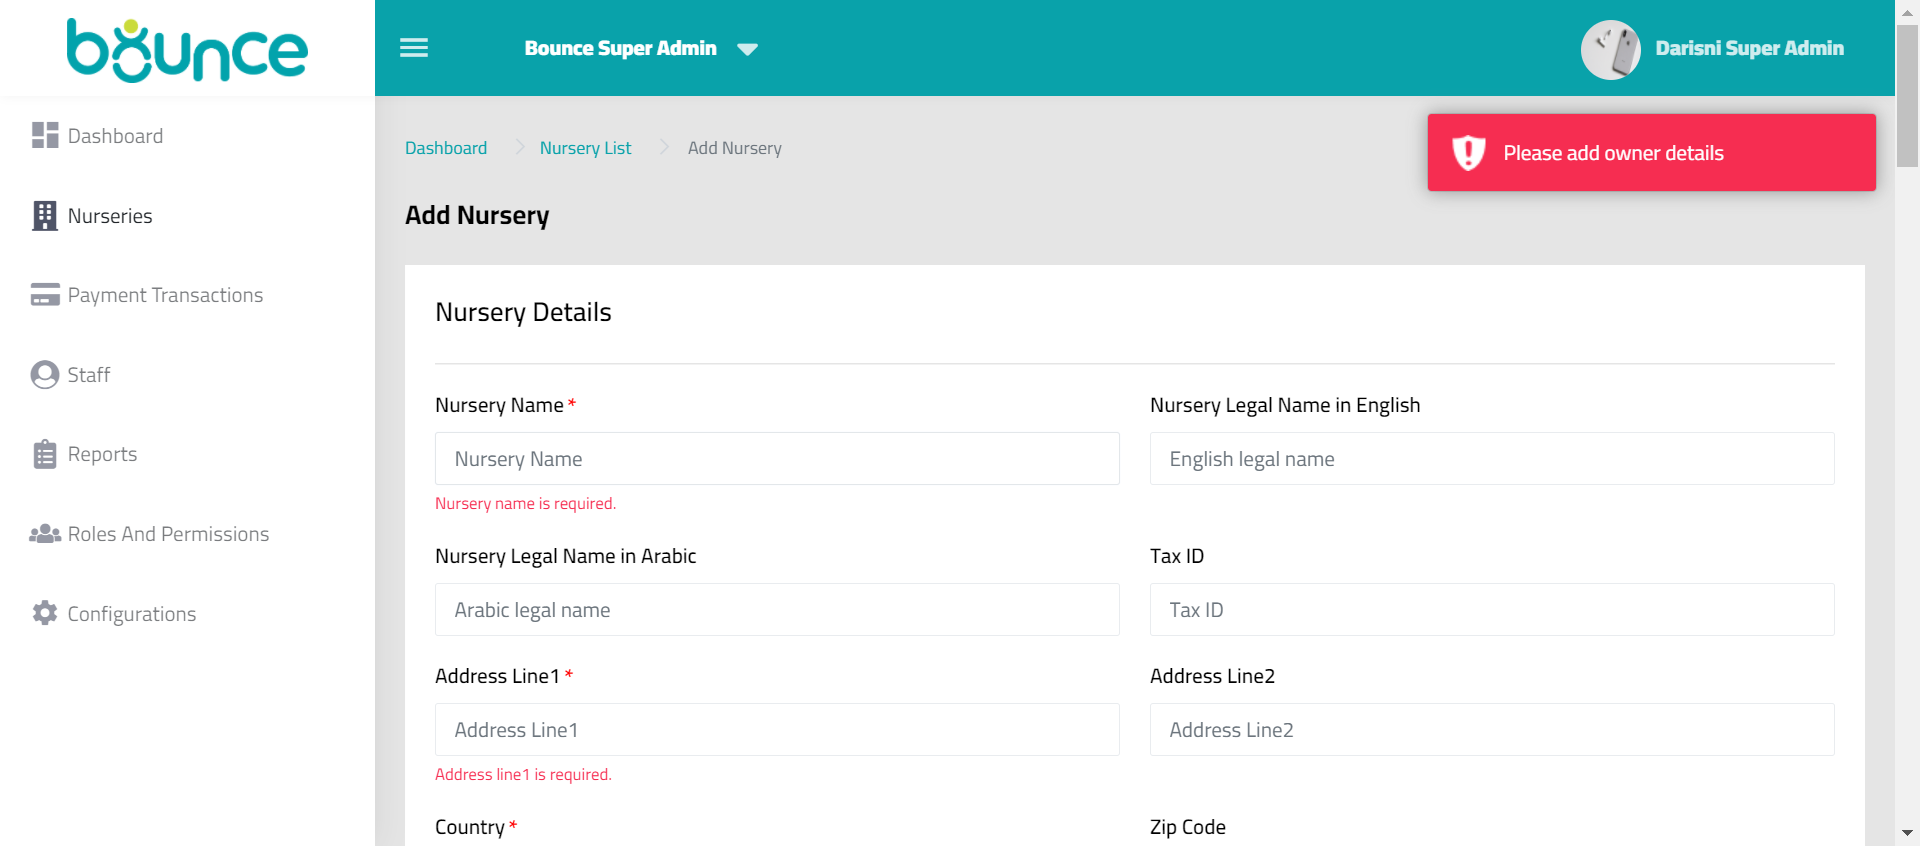 bounce
Bounce Super Admin
Darisni Super Admin
Dashboard
Nurseries
Payment Transactions
Staff
Reports
Roles And Permissions
Configurations
Dashboard
Nursery List
Add Nursery
Please add owner details
Add Nursery
Nursery Details
Nursery Name *
Nursery Legal Name in English
Nursery Name
English legal name
Nursery name is required.
Nursery Legal Name in Arabic
Tax ID
Arabic legal name
Tax ID
Address Line1 *
Address Line2
Address Line1
Address Line2
Address line1 is required.
Country *
Zip Code